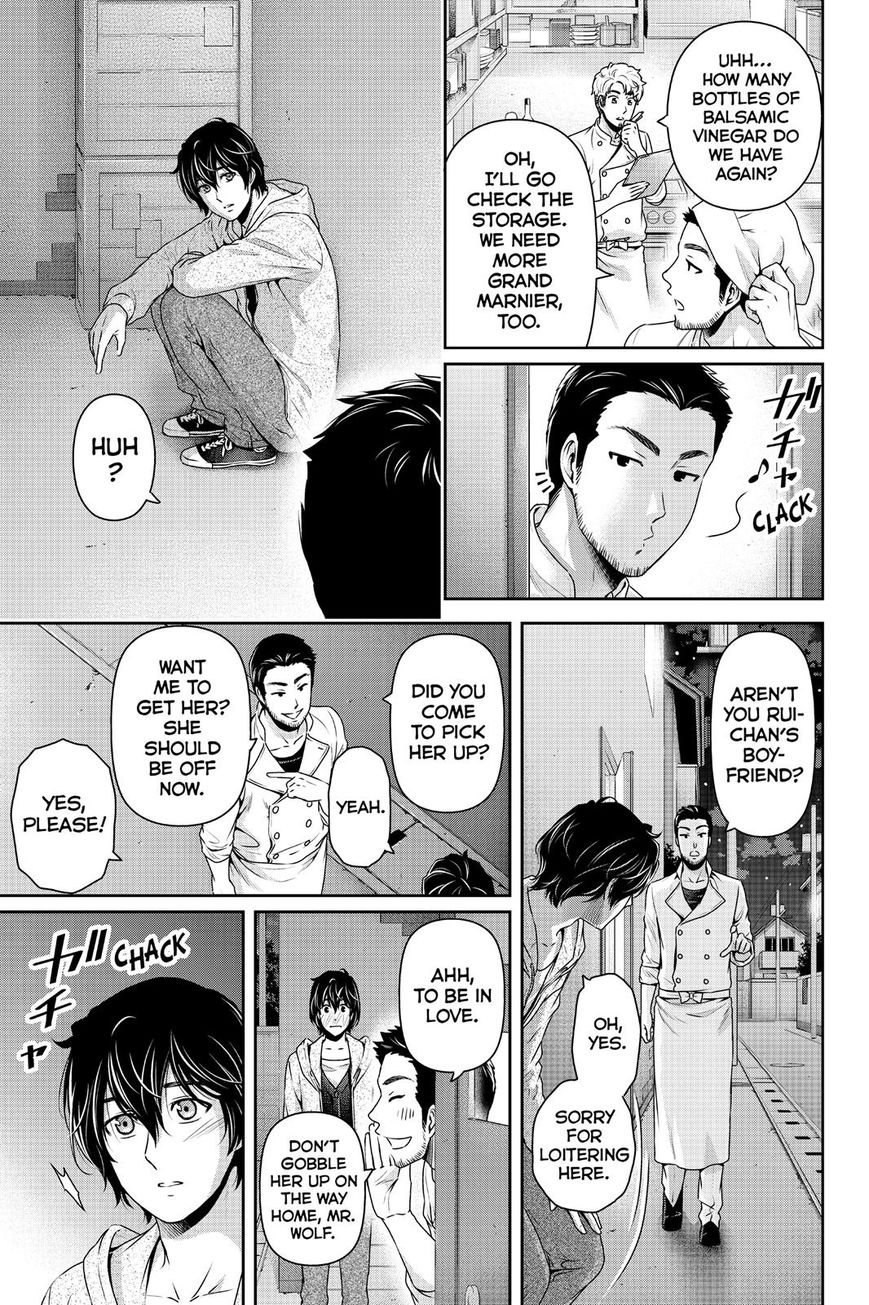 UHH...
HOW MANY
BOTTLES OF
BALSAMIC
VINEGAR DO
WE HAVE
AGAIN?
OH,
I'LL GO
CHECK THE
STORAGE.
WE NEED
MORE
GRAND
MARNIER,
TOO.
ガチャ
CLACK
HUH
?
AREN'T
YOU RUI-
CHAN'S
BOY-
FRIEND?
OH,
YES.
SORRY
FOR
LOITERING
HERE.
DID YOU
COME
TO PICK
HER UP?
YEAH.
WANT
ME TO
GET HER?
SHE
SHOULD
BE OFF
NOW.
YES,
PLEASE!
AHH,
TO BE IN
LOVE.
DON'T
GOBBLE
HER UP ON
THE WAY
HOME, MR.
WOLF.
ガチャ
CHACK